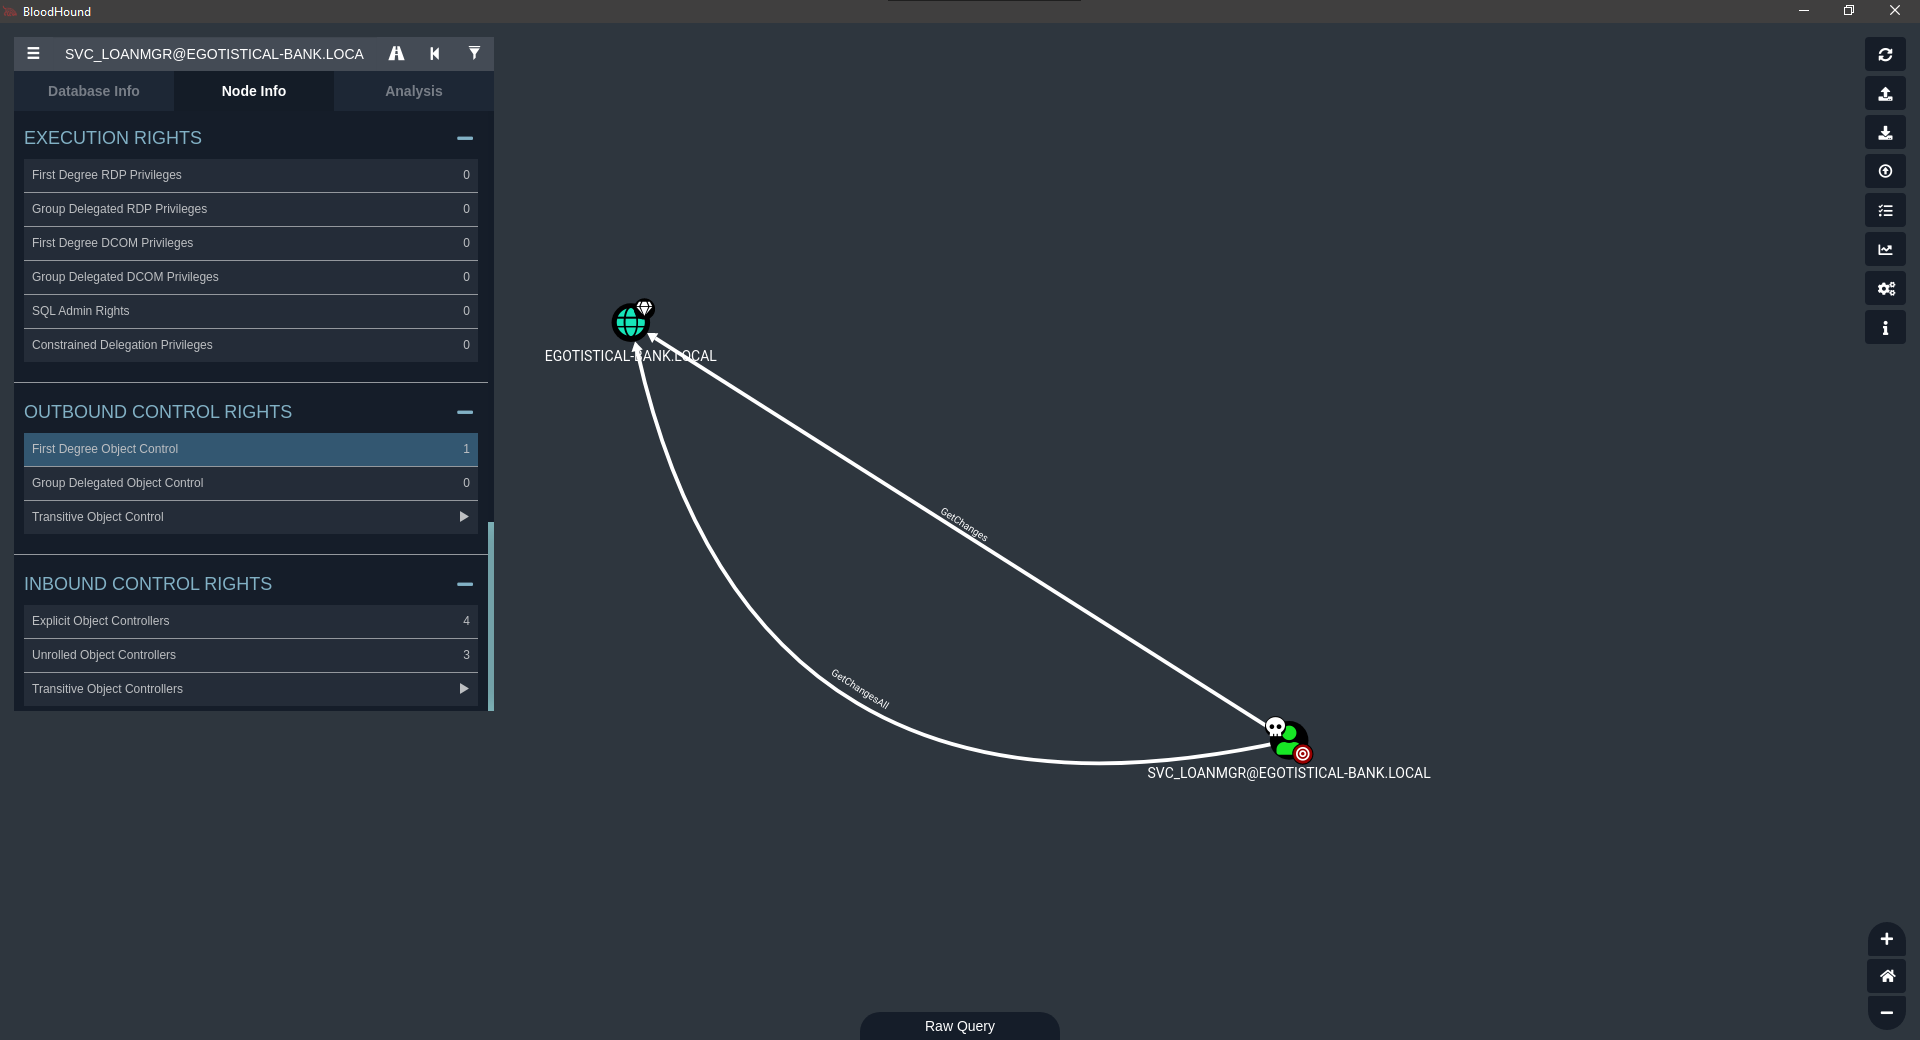 BloodHound
SVC_LOANMGR@EGOTISTICAL-BANK.LOCA
Database Info
Node Info
Analysis
EXECUTION RIGHTS
First Degree RDP Privileges 0
Group Delegated RDP Privileges 0
First Degree DCOM Privileges 0
Group Delegated DCOM Privileges 0
SQL Admin Rights 0
Constrained Delegation Privileges 0
OUTBOUND CONTROL RIGHTS
First Degree Object Control 1
Group Delegated Object Control 0
Transitive Object Control
INBOUND CONTROL RIGHTS
Explicit Object Controllers 4
Unrolled Object Controllers 3
Transitive Object Controllers
EGOTISTICAL-BANK.LOCAL
GetChanges
GetChangesAll
SVC_LOANMGR@EGOTISTICAL-BANK.LOCAL
Raw Query